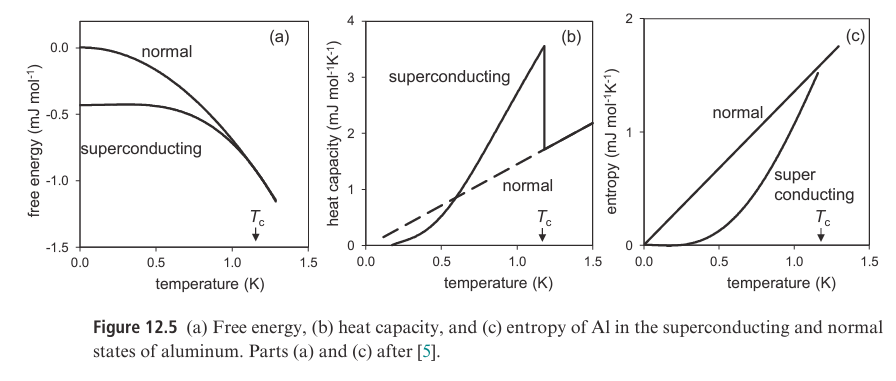 (a)
normal
superconducting
Tc
0.0
-0.5
-1.0
-1.5
0.0
0.5
1.0
1.5
free energy (mJ mol⁻¹)
temperature (K)
(b)
superconducting
normal
Tc
4
3
2
1
0
0.0
0.5
1.0
1.5
heat capacity (mJ mol⁻¹K⁻¹)
temperature (K)
(c)
normal
super
conducting
Tc
2
1
0
0.0
0.5
1.0
1.5
entropy (mJ mol⁻¹K⁻¹)
temperature (K)
Figure 12.5 (a) Free energy, (b) heat capacity, and (c) entropy of Al in the superconducting and normal
states of aluminum. Parts (a) and (c) after [5].